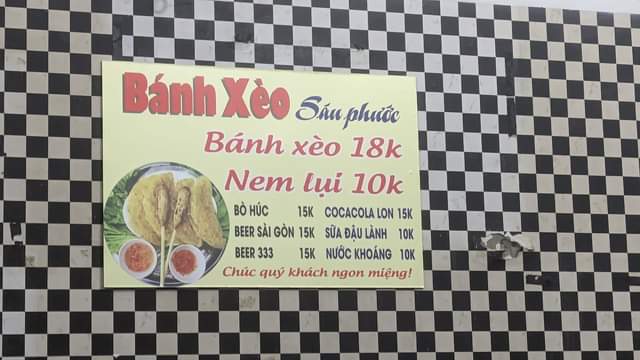 Bánh Xèo Sáu phước
Bánh xèo 18k
Nem lụi 10k
BÒ HÚC 15K COCACOLA LON 15K
BEER SÀI GÒN 15K SỮA ĐẬU LÀNH 10K
BEER 333 15K NƯỚC KHOÁNG 10K
Chúc quý khách ngon miệng!